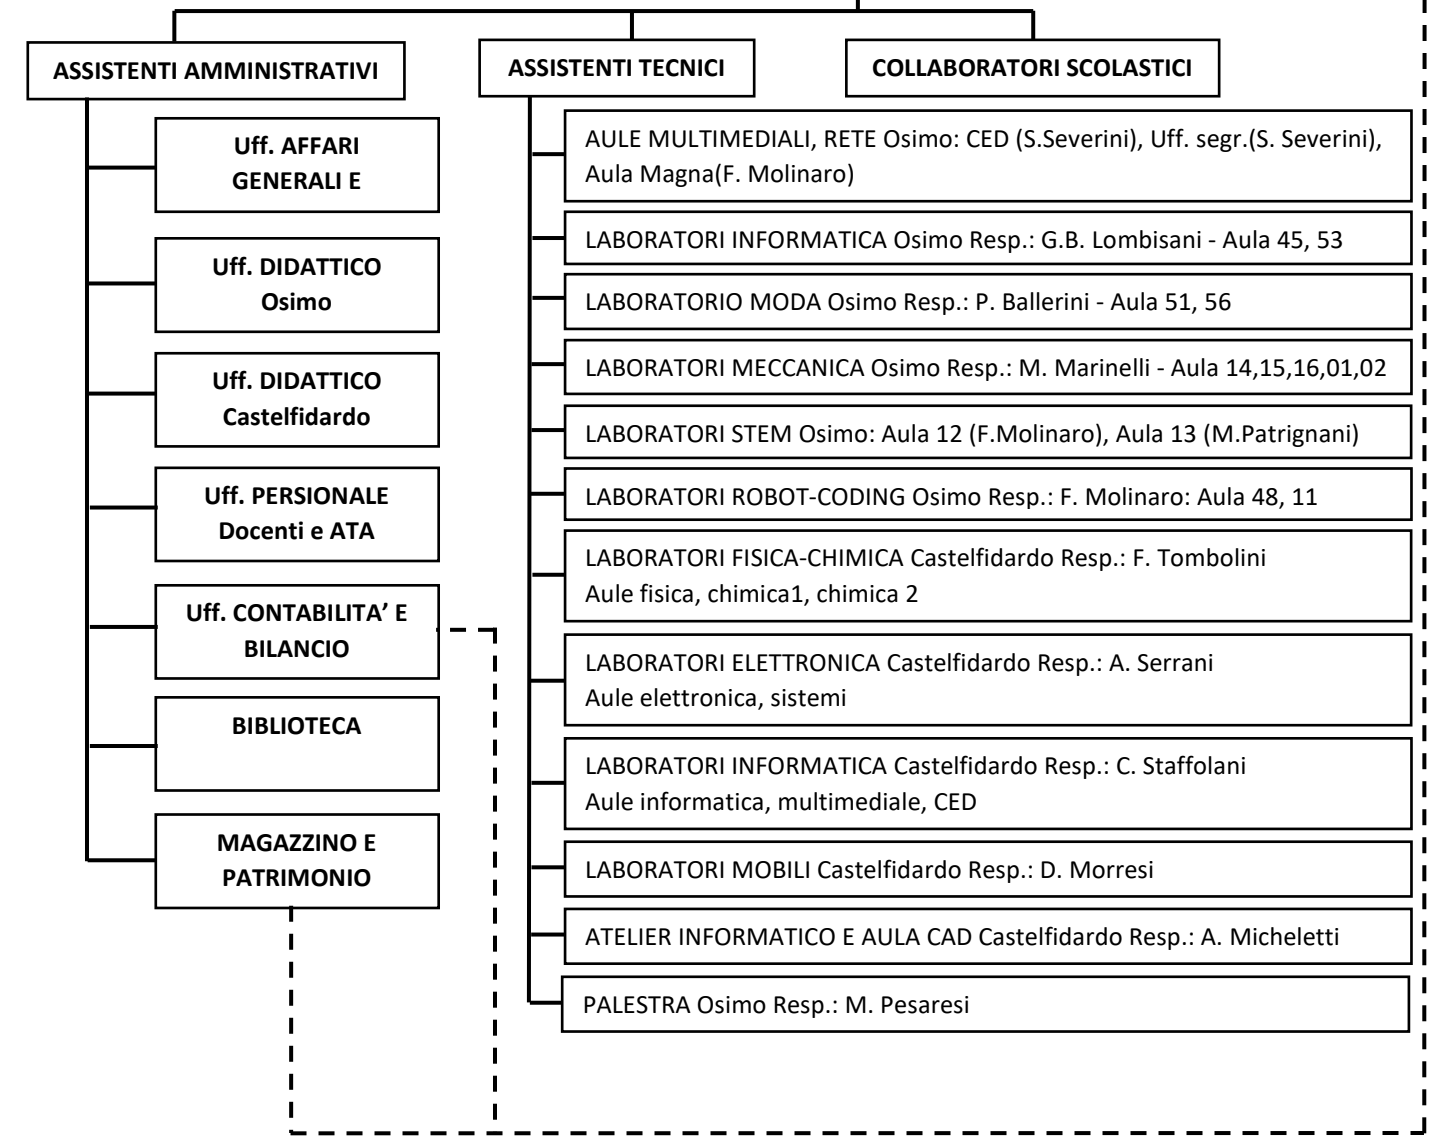 ASSISTENTI AMMINISTRATIVI
ASSISTENTI TECNICI
COLLABORATORI SCOLASTICI
Uff. AFFARI
GENERALI E
Uff. DIDATTICO
Osimo
Uff. DIDATTICO
Castelfidardo
Uff. PERSIONALE
Docenti e ATA
Uff. CONTABILITA’ E
BILANCIO
BIBLIOTECA
MAGAZZINO E
PATRIMONIO
AULE MULTIMEDIALI, RETE Osimo: CED (S.Severini), Uff. segr.(S. Severini),
Aula Magna(F. Molinaro)
LABORATORI INFORMATICA Osimo Resp.: G.B. Lombisani - Aula 45, 53
LABORATORIO MODA Osimo Resp.: P. Ballerini - Aula 51, 56
LABORATORI MECCANICA Osimo Resp.: M. Marinelli - Aula 14,15,16,01,02
LABORATORI STEM Osimo: Aula 12 (F.Molinaro), Aula 13 (M.Patrignani)
LABORATORI ROBOT-CODING Osimo Resp.: F. Molinaro: Aula 48, 11
LABORATORI FISICA-CHIMICA Castelfidardo Resp.: F. Tombolini
Aule fisica, chimica1, chimica 2
LABORATORI ELETTRONICA Castelfidardo Resp.: A. Serrani
Aule elettronica, sistemi
LABORATORI INFORMATICA Castelfidardo Resp.: C. Staffolani
Aule informatica, multimediale, CED
LABORATORI MOBILI Castelfidardo Resp.: D. Morresi
ATELIER INFORMATICO E AULA CAD Castelfidardo Resp.: A. Micheletti
PALESTRA Osimo Resp.: M. Pesaresi